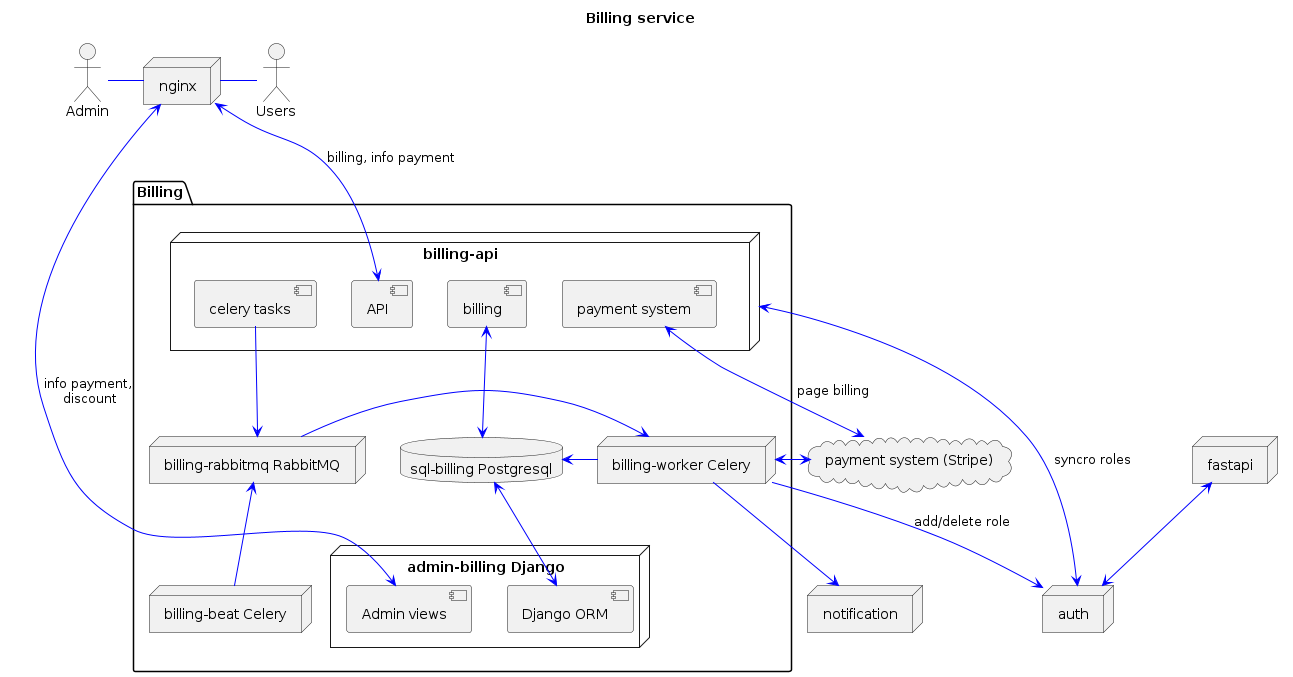 Billing service
Admin
nginx
Users
billing, info payment
Billing
billing-api
celery tasks
API
billing
payment system
info payment,
discount
page billing
billing-rabbitmq RabbitMQ
sql-billing Postgresql
billing-worker Celery
payment system (Stripe)
syncro roles
fastapi
add/delete role
admin-billing Django
billing-beat Celery
Admin views
Django ORM
notification
auth